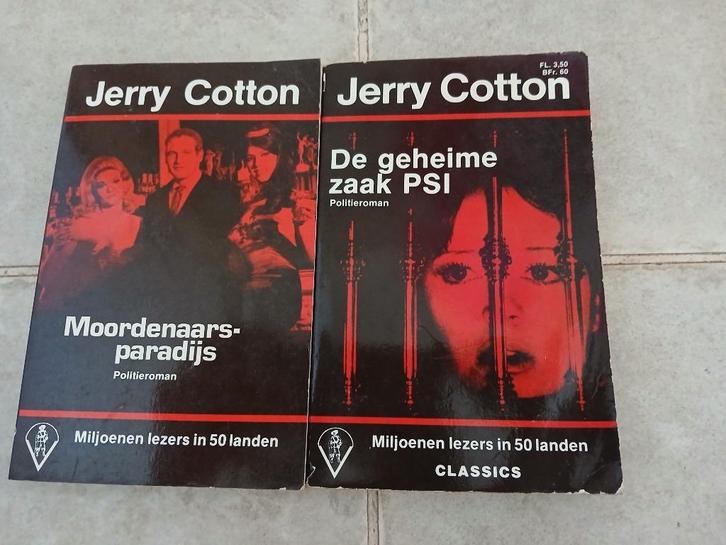 Jerry Cotton
Moordenaars-
paradijs
Politieroman
Miljoenen lezers in 50 landen
FL. 3,50
BFr. 60
Jerry Cotton
De geheime
zaak PSI
Politieroman
Miljoenen lezers in 50 landen
CLASSICS